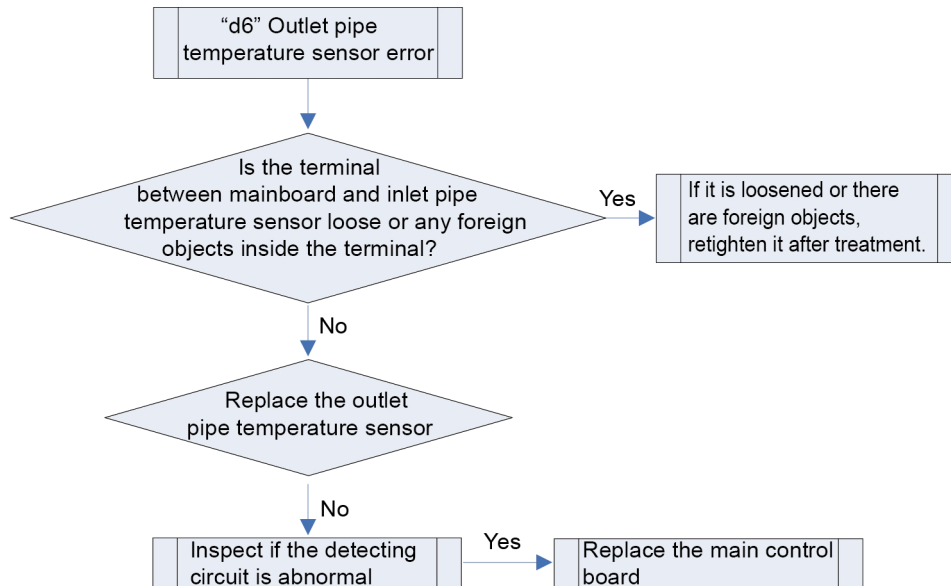 “d6” Outlet pipe
temperature sensor error
Is the terminal
between mainboard and inlet pipe
temperature sensor loose or any foreign
objects inside the terminal?
Yes
If it is loosened or there
are foreign objects,
retighten it after treatment.
No
Replace the outlet
pipe temperature sensor
No
Inspect if the detecting
circuit is abnormal
Yes
Replace the main control
board